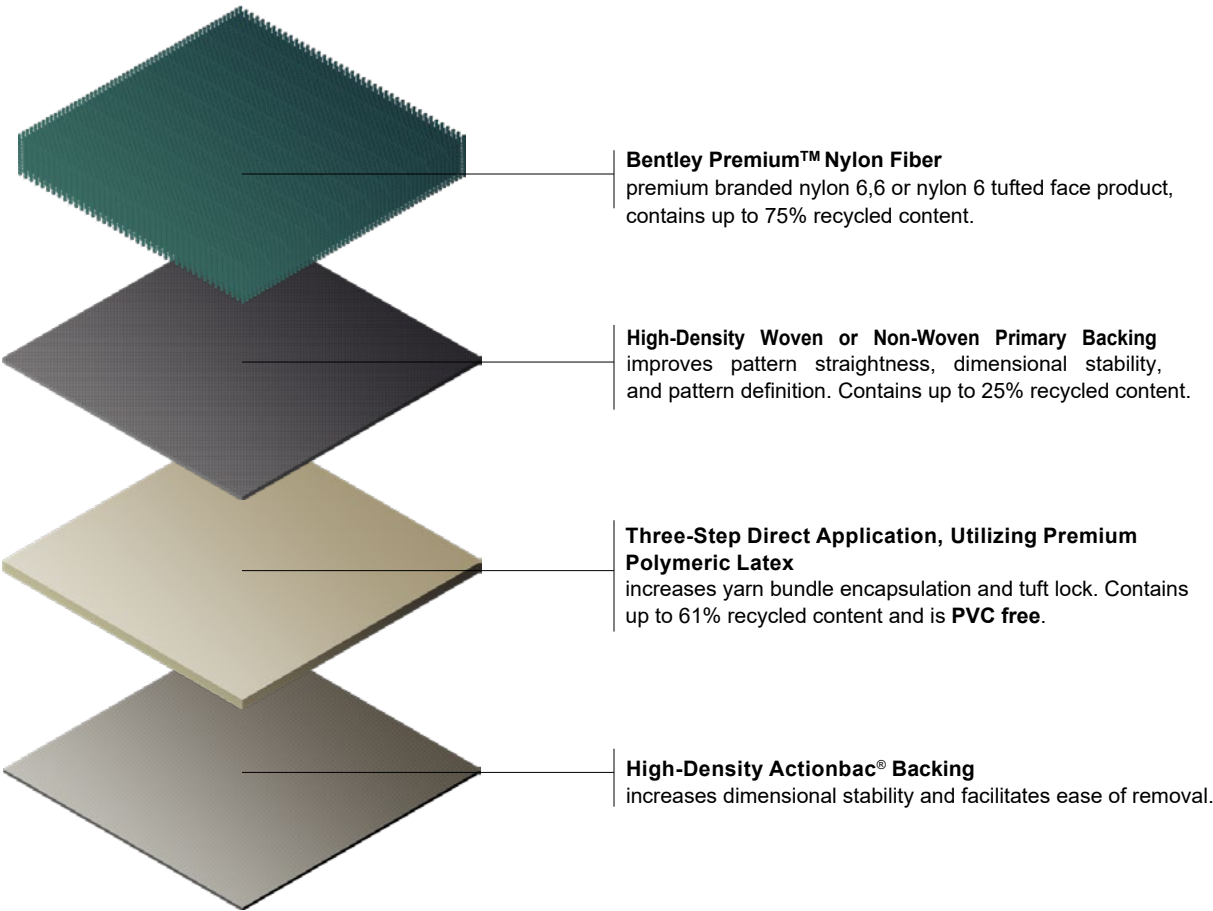 Bentley Premium™ Nylon Fiber
premium branded nylon 6,6 or nylon 6 tufted face product,
contains up to 75% recycled content.
High-Density Woven or Non-Woven Primary Backing
improves pattern straightness, dimensional stability,
and pattern definition. Contains up to 25% recycled content.
Three-Step Direct Application, Utilizing Premium
Polymeric Latex
increases yarn bundle encapsulation and tuft lock. Contains
up to 61% recycled content and is PVC free.
High-Density Actionbac® Backing
increases dimensional stability and facilitates ease of removal.